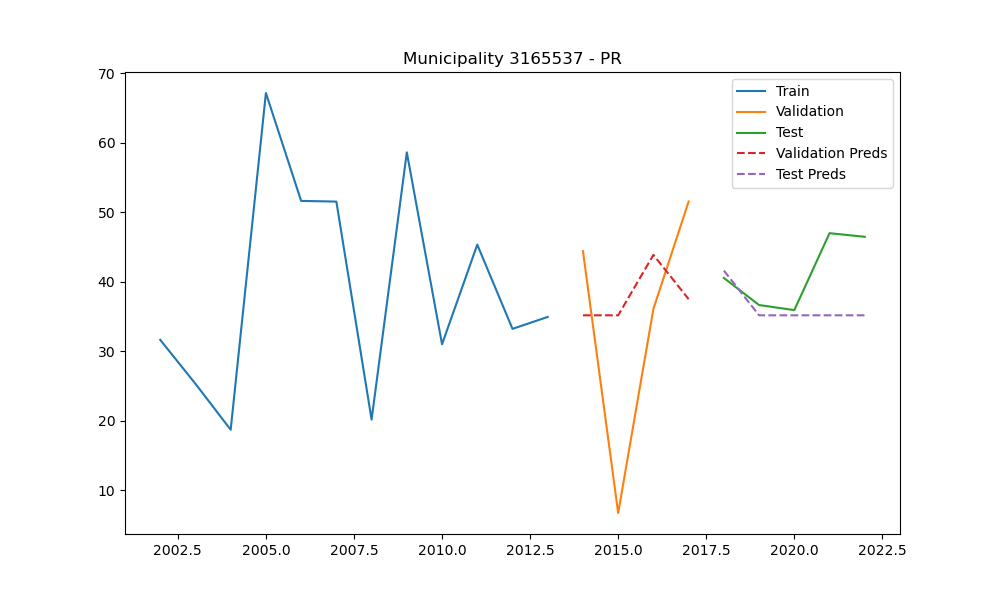 Municipality 3165537 - PR
70
60
50
40
30
20
10
Train
Validation
Test
Validation Preds
Test Preds
2002.5 2005.0 2007.5 2010.0 2012.5 2015.0 2017.5 2020.0 2022.5